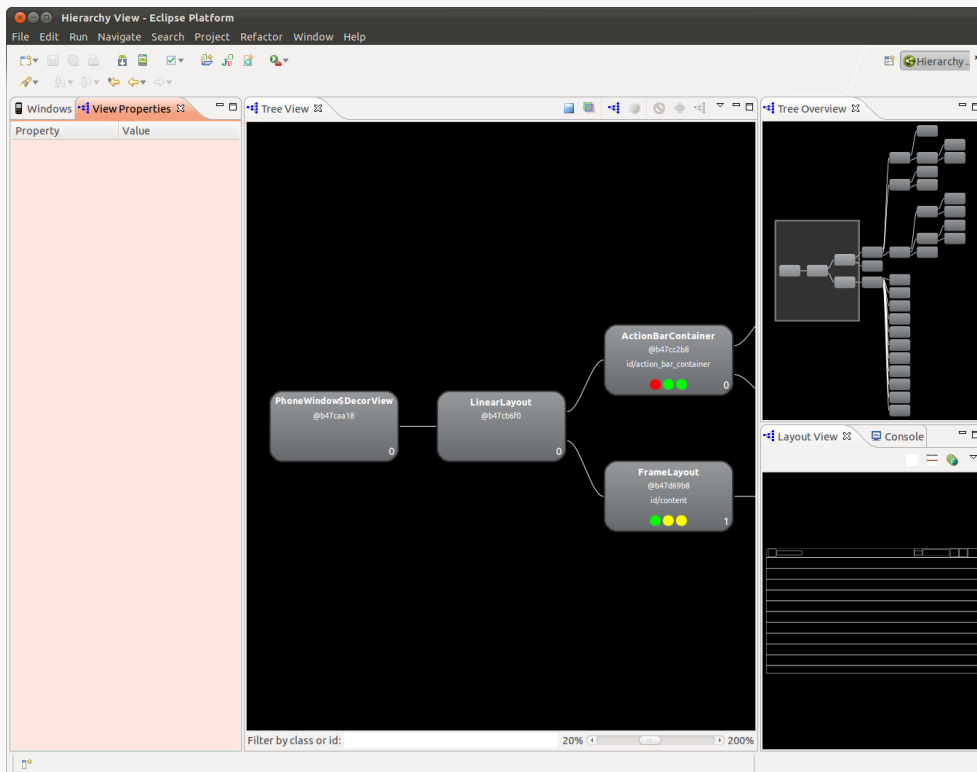 Hierarchy View - Eclipse Platform
File Edit Run Navigate Search Project Refactor Window Help
Hierarchy..
Windows View Properties
Property Value
Tree View
PhoneWindow$DecorView
@b47caa18
0
LinearLayout
@b47cb6f0
0
ActionBarContainer
@b47cc2b8
id/action_bar_container
0
FrameLayout
@b47d69b8
id/content
1
Filter by class or id: 20% 200%
Tree Overview
Layout View Console